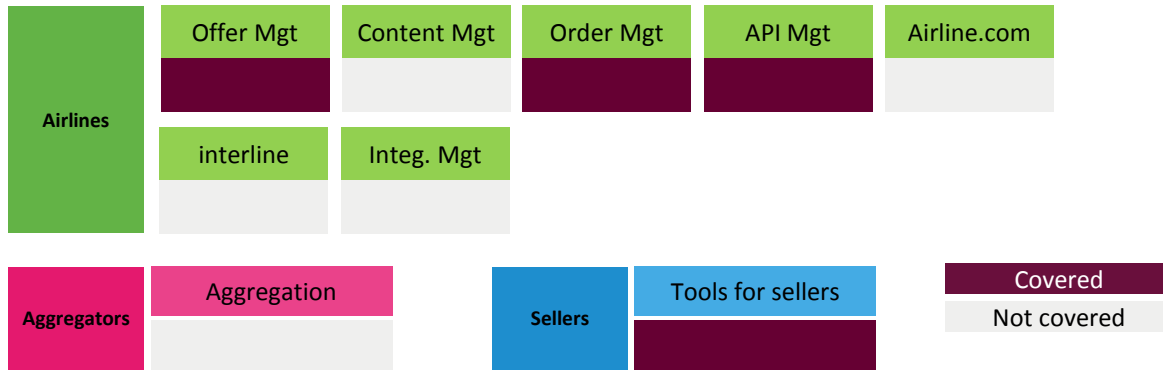 Offer Mgt
Content Mgt
Order Mgt
API Mgt
Airline.com
Airlines
interline
Integ. Mgt
Aggregators
Aggregation
Sellers
Tools for sellers
Covered
Not covered